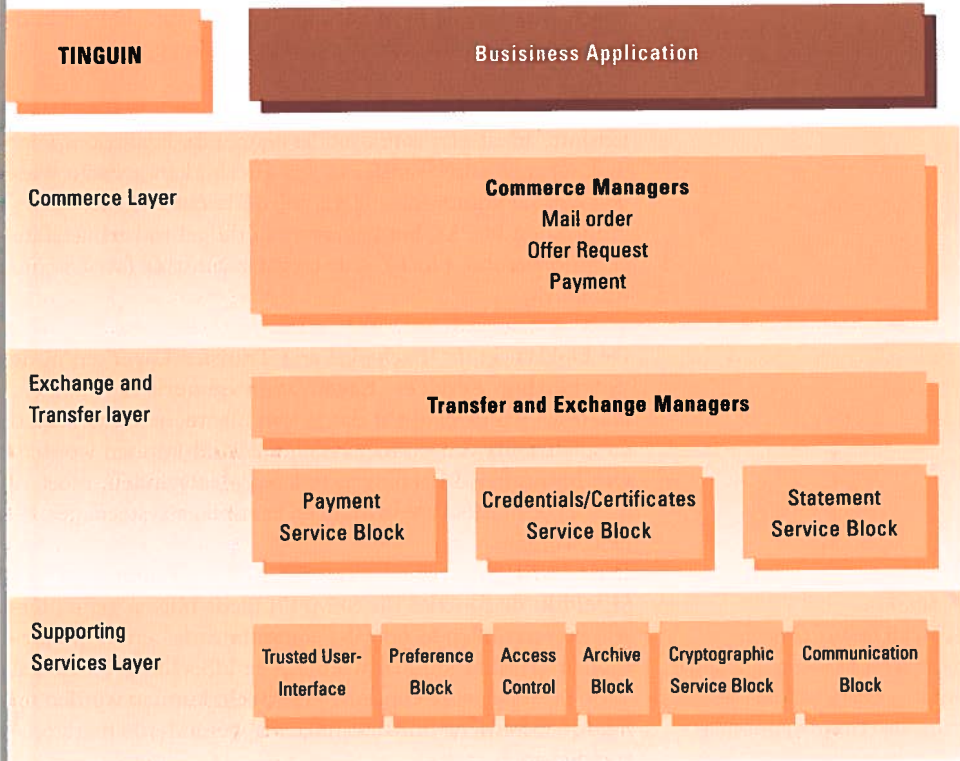 TINGUIN
Busisiness Application
Commerce Layer
Commerce Managers
Mail order
Offer Request
Payment
Exchange and
Transfer layer
Transfer and Exchange Managers
Payment
Service Block
Credentials/Certificates
Service Block
Statement
Service Block
Supporting
Services Layer
Trusted User-
Interface
Preference
Block
Access
Control
Archive
Block
Cryptographic
Service Block
Communication
Block